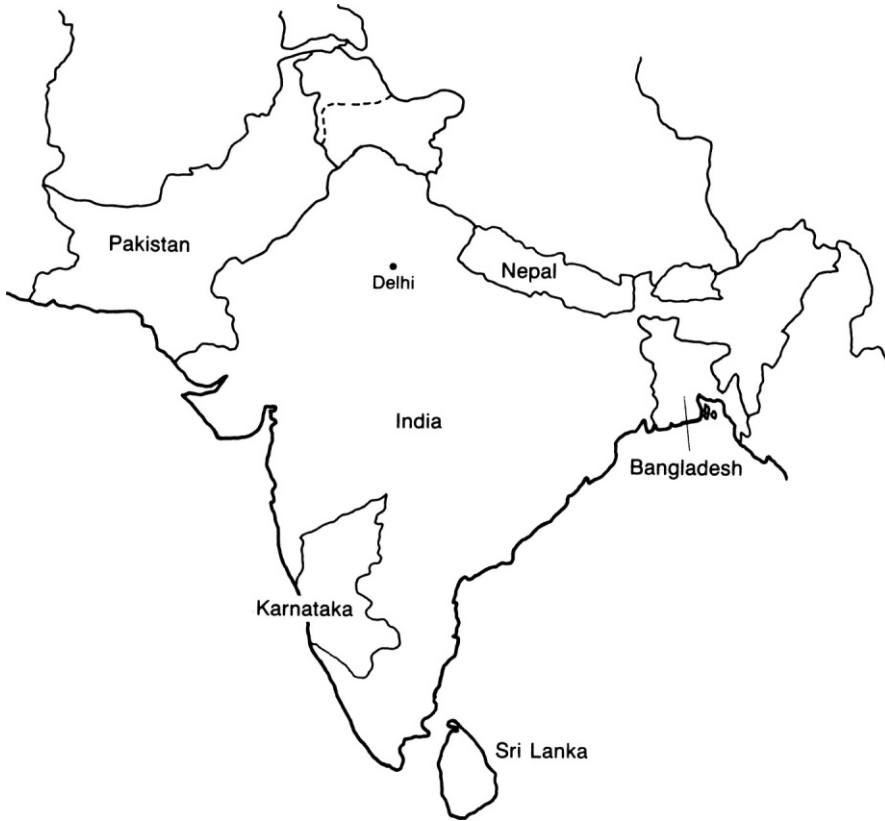 Pakistan
Delhi
Nepal
India
Bangladesh
Karnataka
Sri Lanka